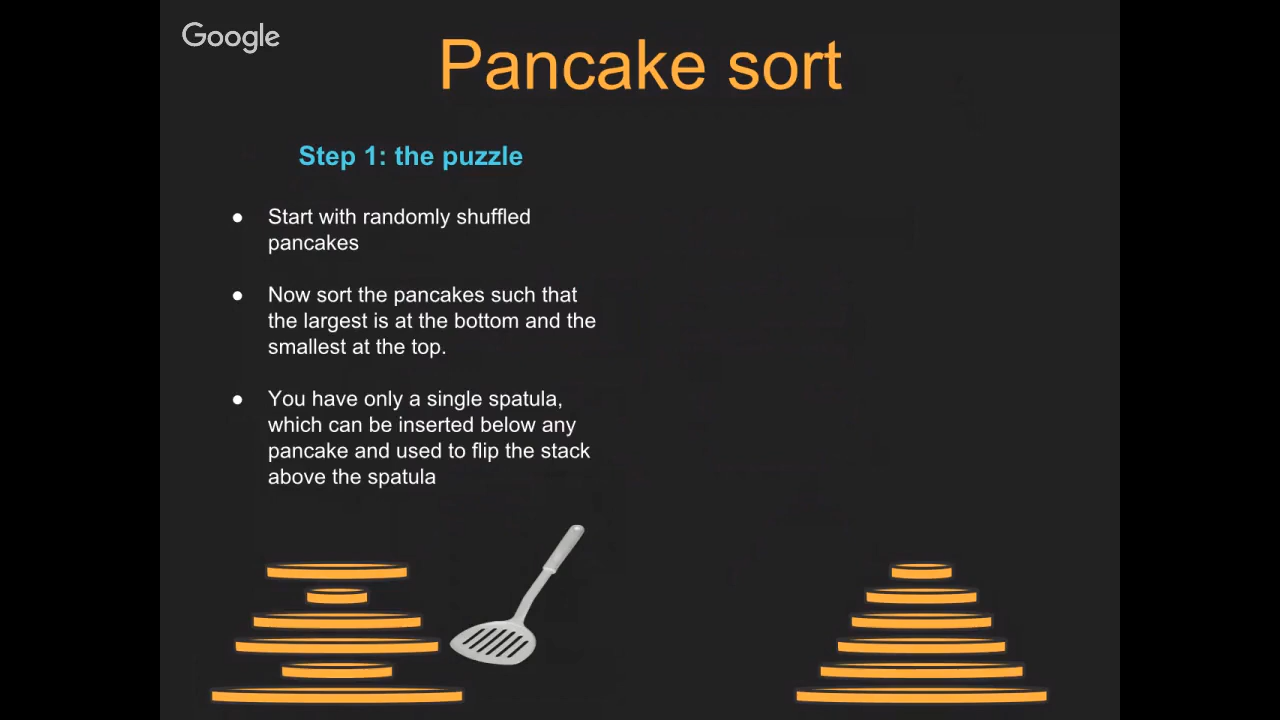 Google
Pancake sort
Step 1: the puzzle
● Start with randomly shuffled
pancakes
● Now sort the pancakes such that
the largest is at the bottom and the
smallest at the top.
● You have only a single spatula,
which can be inserted below any
pancake and used to flip the stack
above the spatula